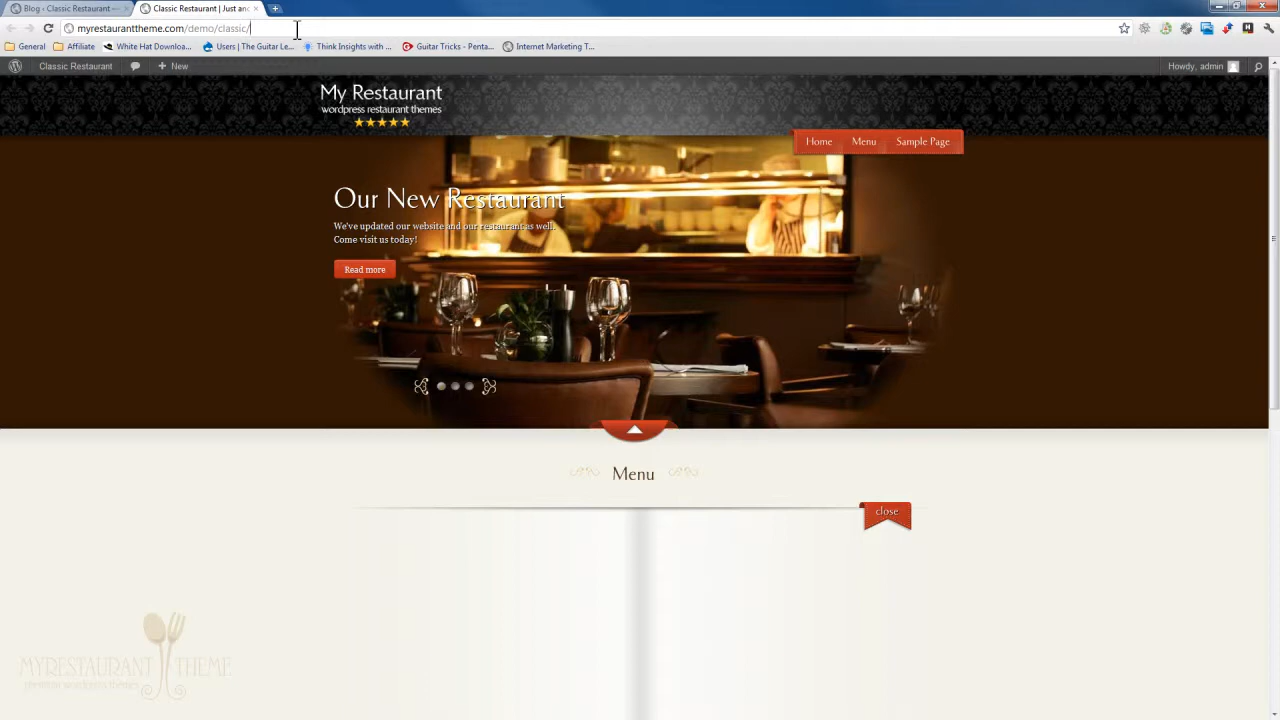 Blog ‹ Classic Restaurant —
Classic Restaurant | Just an
myrestauranttheme.com/demo/classic/
General
Affiliate
White Hat Downloa...
Users | The Guitar Le...
Think Insights with ...
Guitar Tricks - Penta...
Internet Marketing T...
Classic Restaurant
New
Howdy, admin
My Restaurant
wordpress restaurant themes
Home
Menu
Sample Page
Our New Restaurant
We've updated our website and our restaurant as well.
Come visit us today!
Read more
Menu
close
MYRESTAURANT THEME
premium wordpress themes